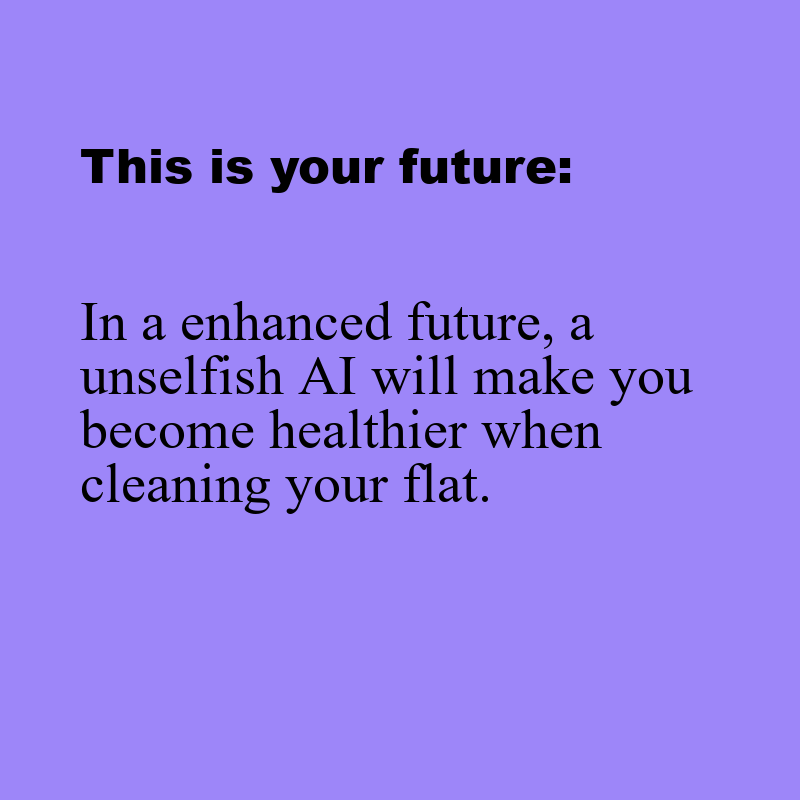 This is your future:
In a enhanced future, a
unselfish AI will make you
become healthier when
cleaning your flat.